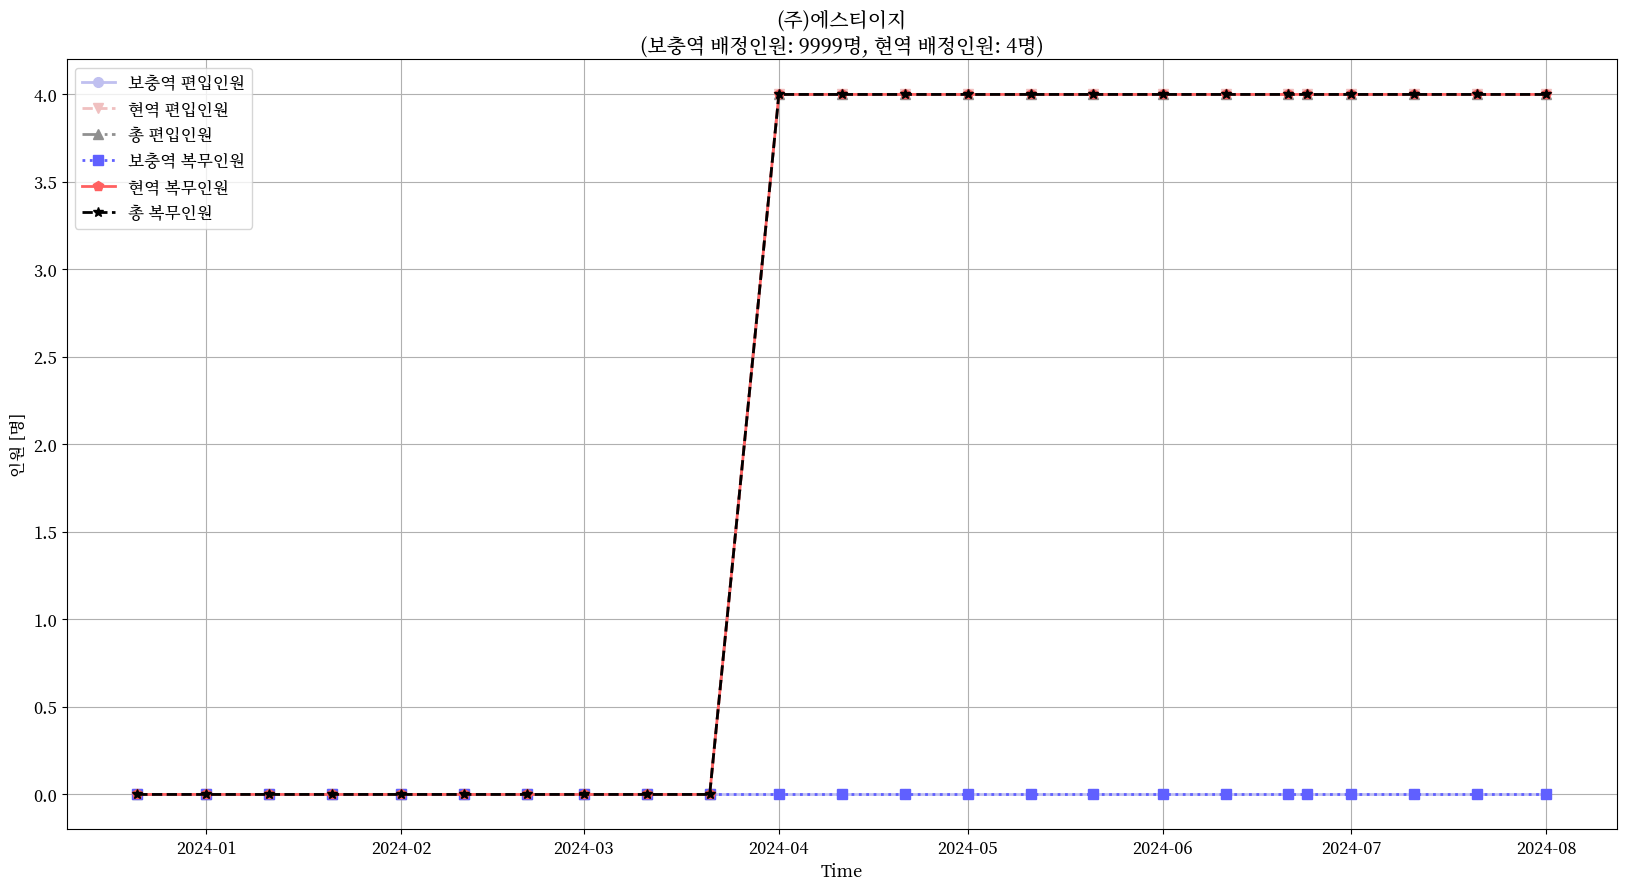 (주)에스티이지
(보충역 배정인원: 9999명, 현역 배정인원: 4명)
보충역 편입인원
현역 편입인원
총 편입인원
보충역 복무인원
현역 복무인원
총 복무인원
인원 [명]
4.0
3.5
3.0
2.5
2.0
1.5
1.0
0.5
0.0
2024-01 2024-02 2024-03 2024-04 2024-05 2024-06 2024-07 2024-08
Time